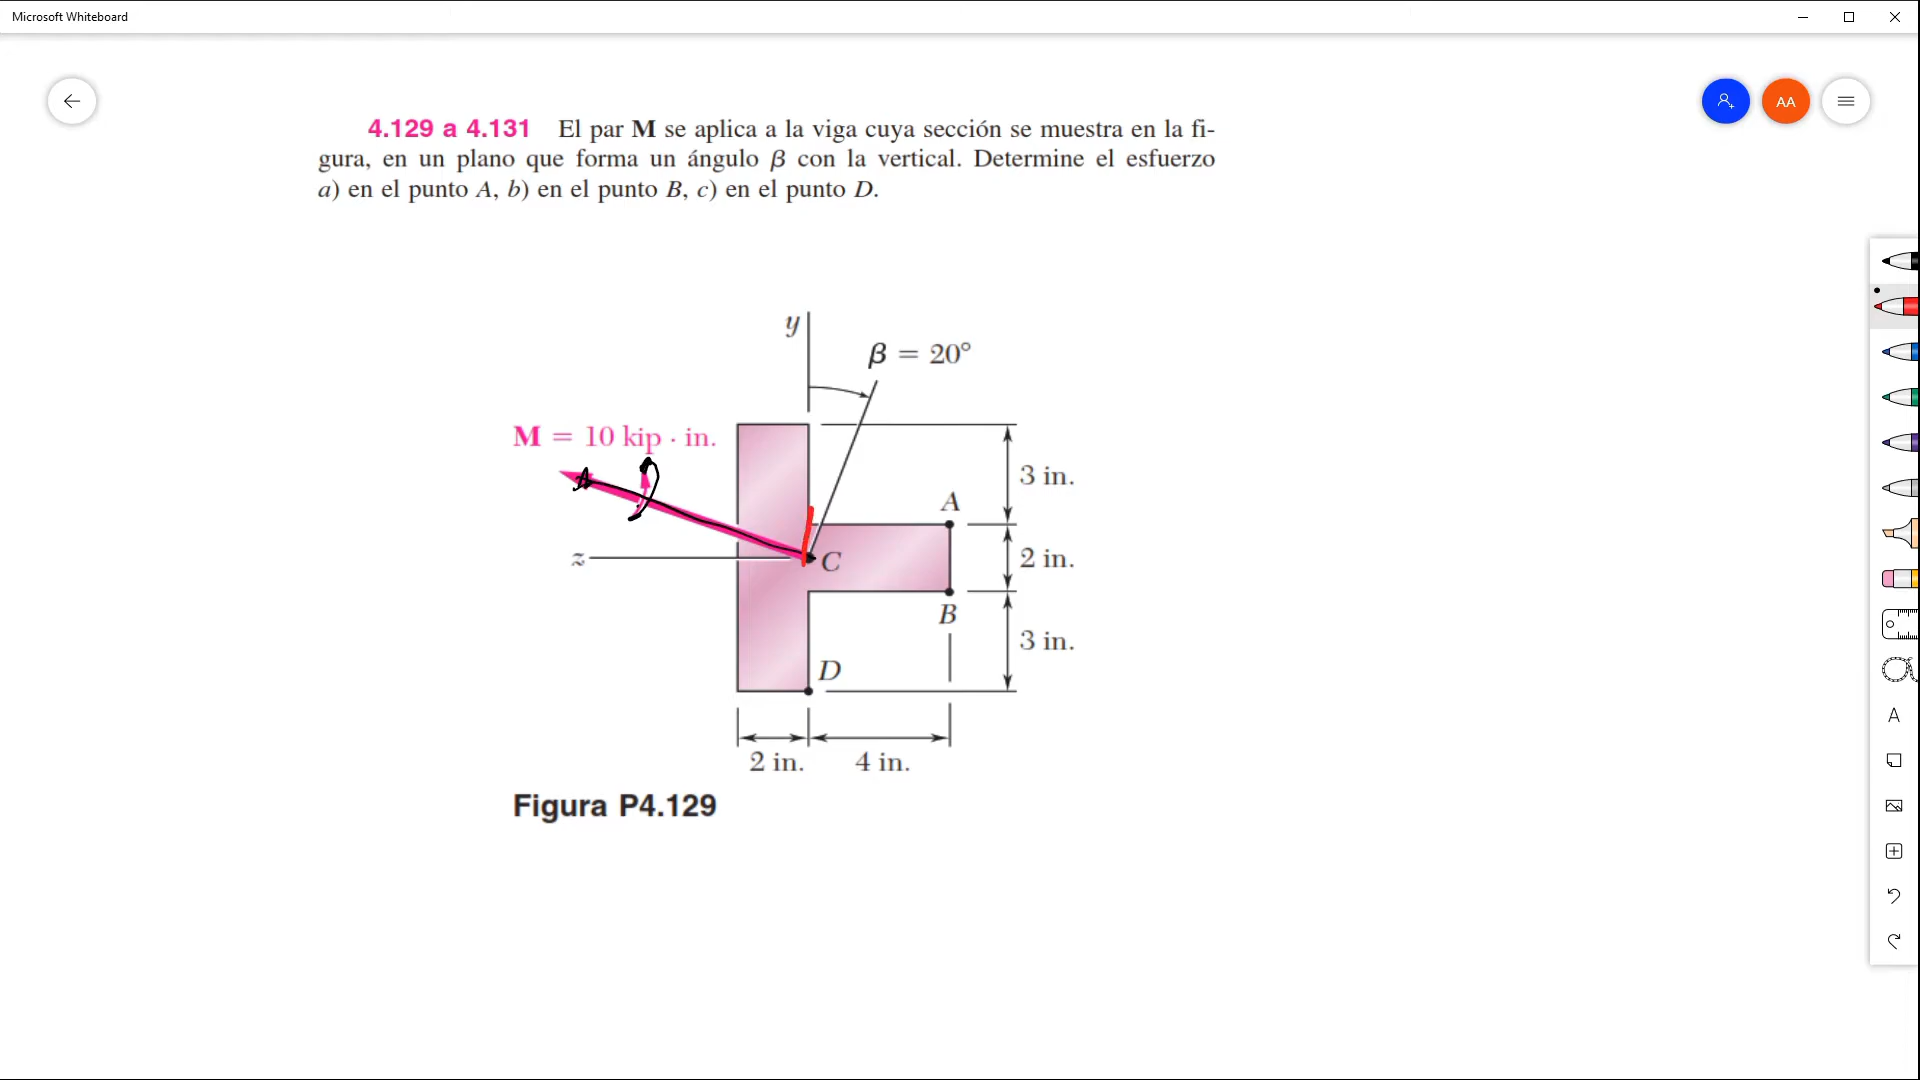 Microsoft Whiteboard
AA
4.129 a 4.131 El par M se aplica a la viga cuya sección se muestra en la fi-
gura, en un plano que forma un ángulo β con la vertical. Determine el esfuerzo
a) en el punto A, b) en el punto B, c) en el punto D.
y
β = 20°
M = 10 kip · in.
3 in.
A
z
C
2 in.
B
3 in.
D
2 in.
4 in.
A
Figura P4.129